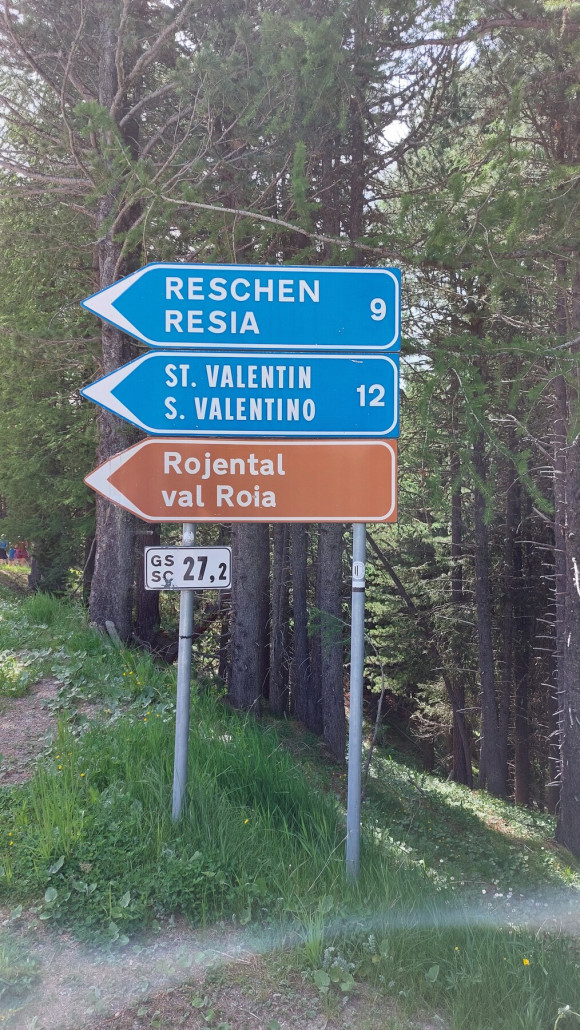 RESCHEN
RESIA
9
ST. VALENTIN
S. VALENTINO
12
Rojental
val Roia
GS
SC
27,2